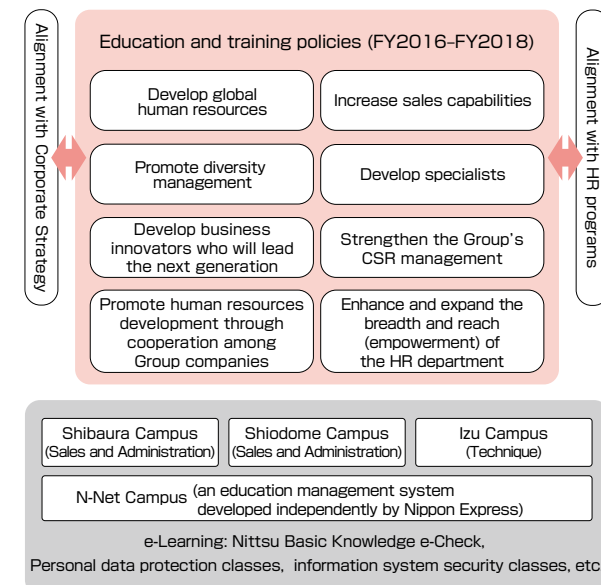 Alignment with Corporate Strategy
Education and training policies (FY2016–FY2018)
Develop global
human resources
Increase sales capabilities
Promote diversity
management
Develop specialists
Develop business
innovators who will lead
the next generation
Strengthen the Group's
CSR management
Promote human resources
development through
cooperation among
Group companies
Enhance and expand the
breadth and reach
(empowerment) of
the HR department
Alignment with HR programs
Shibaura Campus
(Sales and Administration)
Shiodome Campus
(Sales and Administration)
Izu Campus
(Technique)
N-Net Campus (an education management system
developed independently by Nippon Express)
e-Learning: Nittsu Basic Knowledge e-Check,
Personal data protection classes, information system security classes, etc.